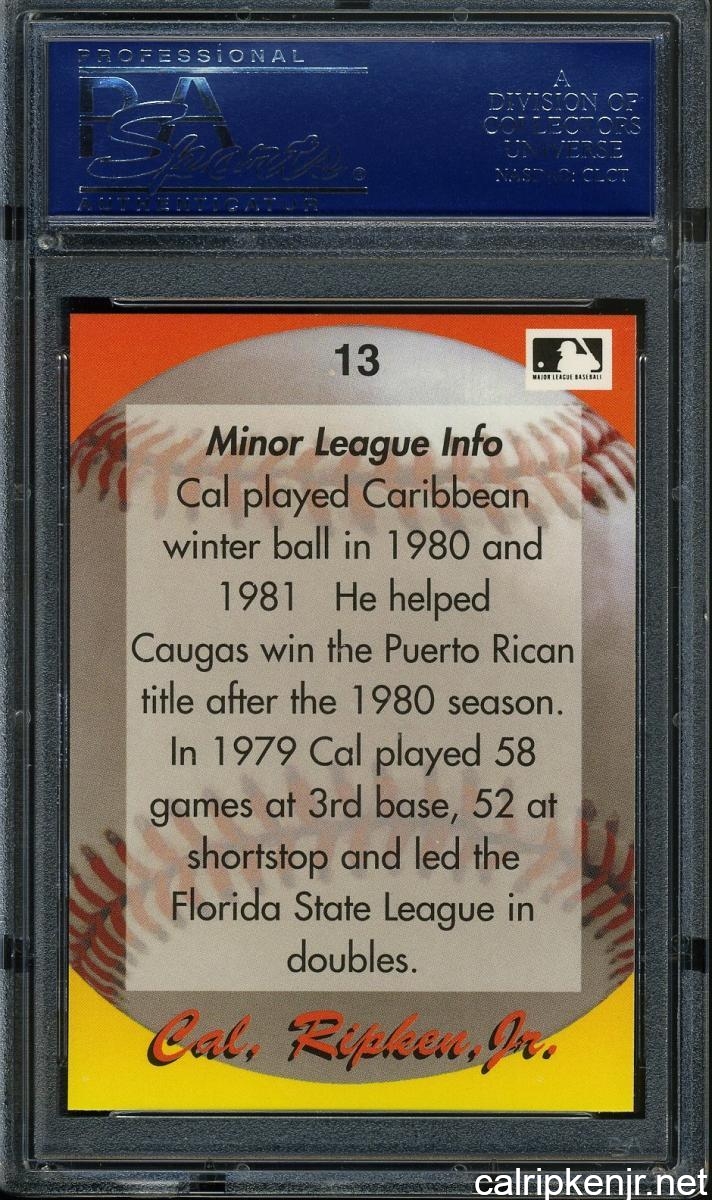 PROFESSIONAL
PSA
Sports®
AUTHENTICATOR
A
DIVISION OF
COLLECTORS
UNIVERSE
NASDAQ: CLCT
13
MAJOR LEAGUE BASEBALL
Minor League Info
Cal played Caribbean
winter ball in 1980 and
1981 He helped
Caugas win the Puerto Rican
title after the 1980 season.
In 1979 Cal played 58
games at 3rd base, 52 at
shortstop and led the
Florida State League in
doubles.
Cal, Ripken, Jr.
PSA
calripkenjr.net